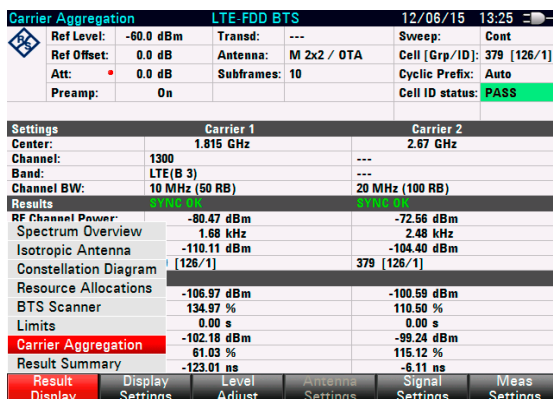 Carrier Aggregation LTE-FDD BTS 12/06/15 13:25
Ref Level: -60.0 dBm Transd: --- Sweep: Cont
Ref Offset: 0.0 dB Antenna: M 2x2 / OTA Cell [Grp/ID]: 379 [126/1]
Att: 0.0 dB Subframes: 10 Cyclic Prefix: Auto
Preamp: On Cell ID status: PASS
Settings Carrier 1 Carrier 2
Center: 1.815 GHz 2.67 GHz
Channel: 1300 ---
Band: LTE(B 3) ---
Channel BW: 10 MHz (50 RB) 20 MHz (100 RB)
Results SYNC OK SYNC OK
RF Channel Power: -80.47 dBm -72.56 dBm
Spectrum Overview 1.68 kHz 2.48 kHz
Isotropic Antenna -110.11 dBm -104.40 dBm
Constellation Diagram [126/1] 379 [126/1]
Resource Allocations -106.97 dBm -100.59 dBm
BTS Scanner 134.97 % 110.50 %
Limits 0.00 s 0.00 s
Carrier Aggregation -102.18 dBm -99.24 dBm
61.03 % 115.12 %
Result Summary -123.01 ns -6.11 ns
Result Display Level Antenna Signal Meas
Display Settings Adjust Settings Settings Settings